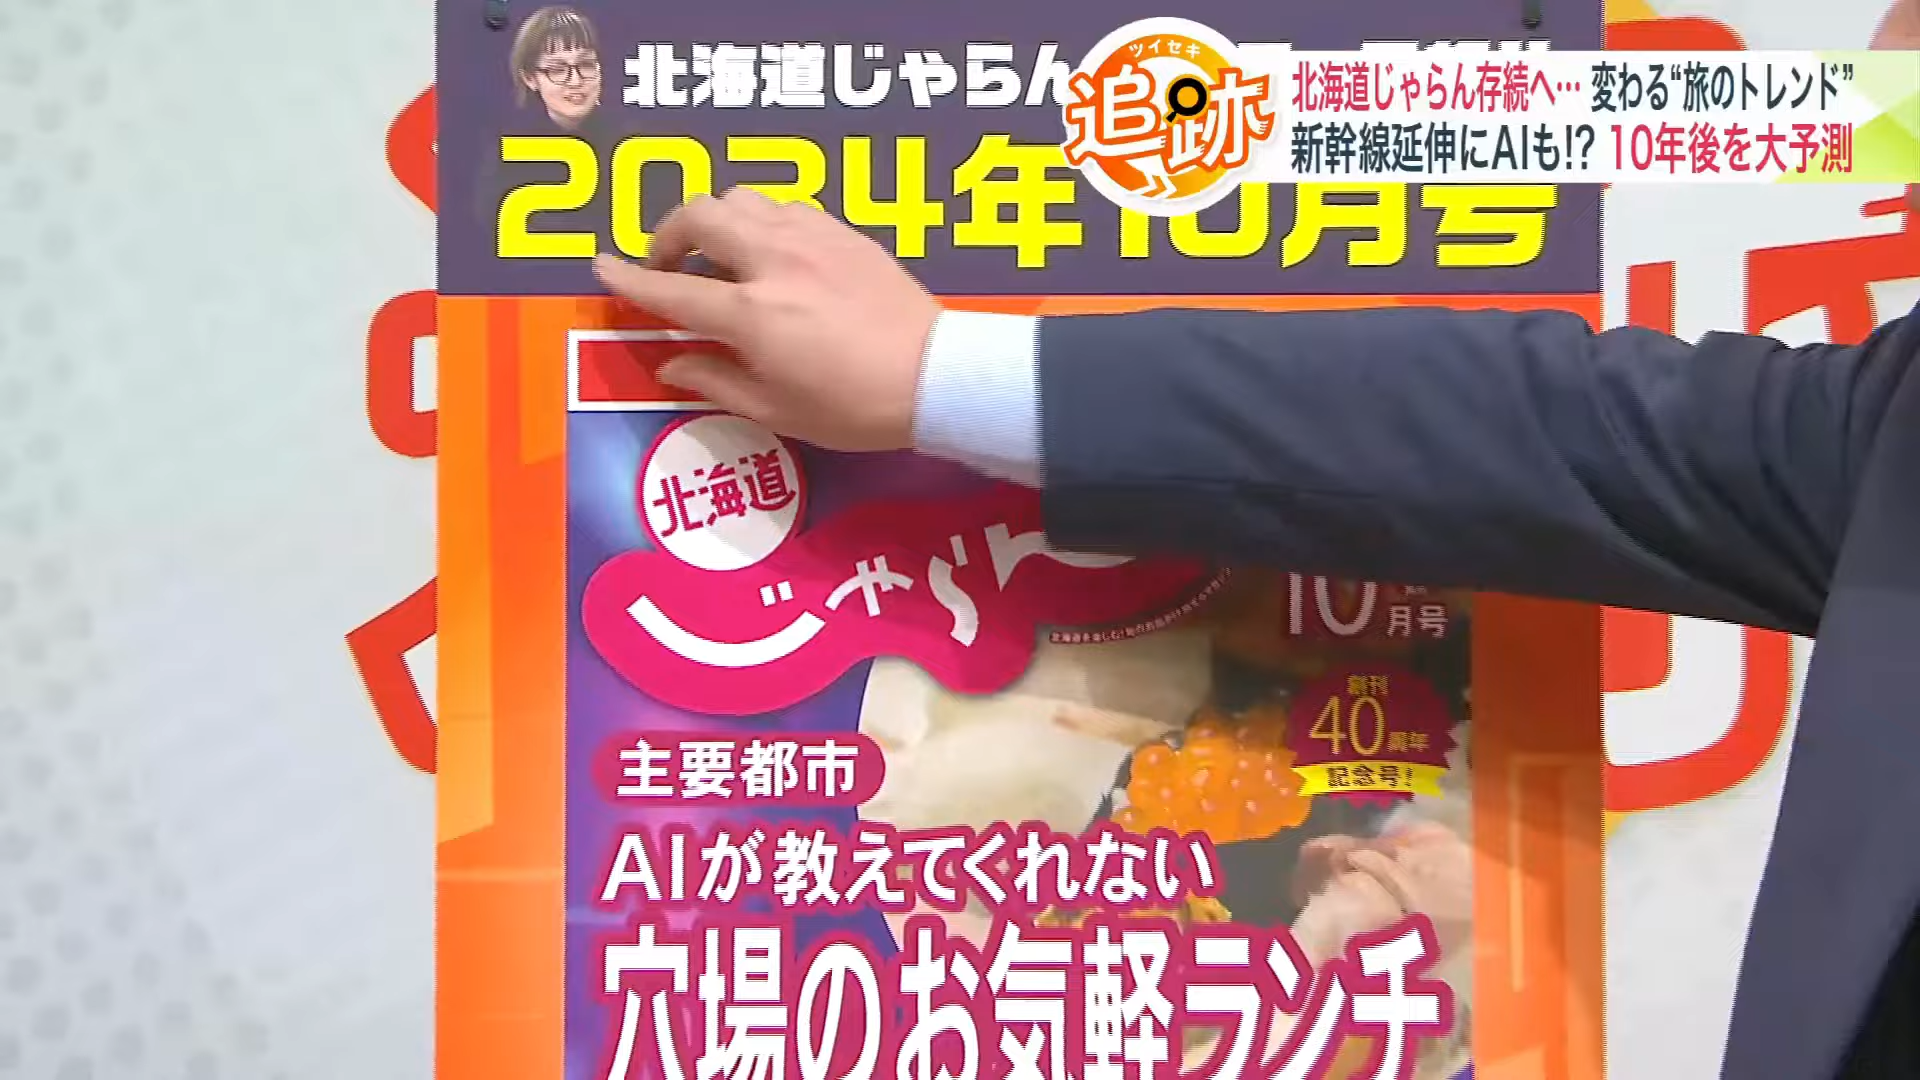 北海道じゃらん
2034年10月号
ツイセキ
追跡
北海道じゃらん存続へ… 変わる“旅のトレンド”
新幹線延伸にAIも!? 10年後を大予測
北海道
じゃらん
10月号
創刊
40周年
記念号!
主要都市
AIが教えてくれない
穴場のお気軽ランチ